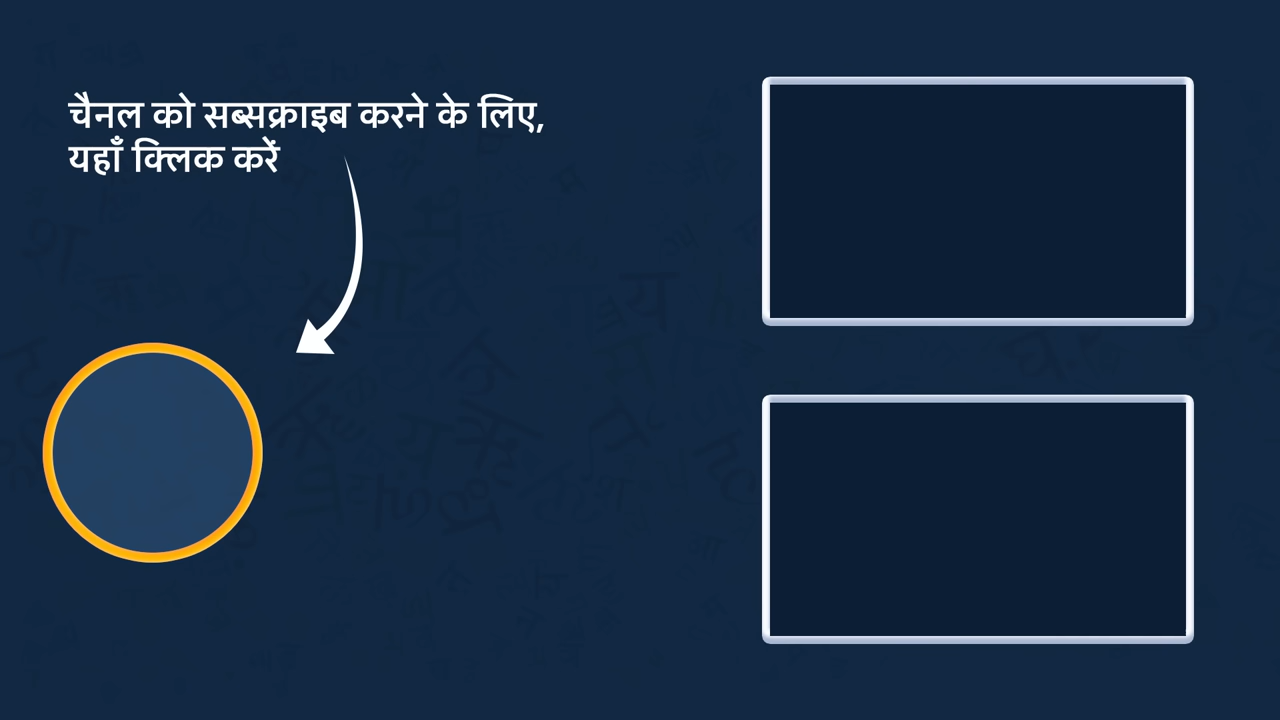 चैनल को सब्सक्राइब करने के लिए,
यहाँ क्लिक करें